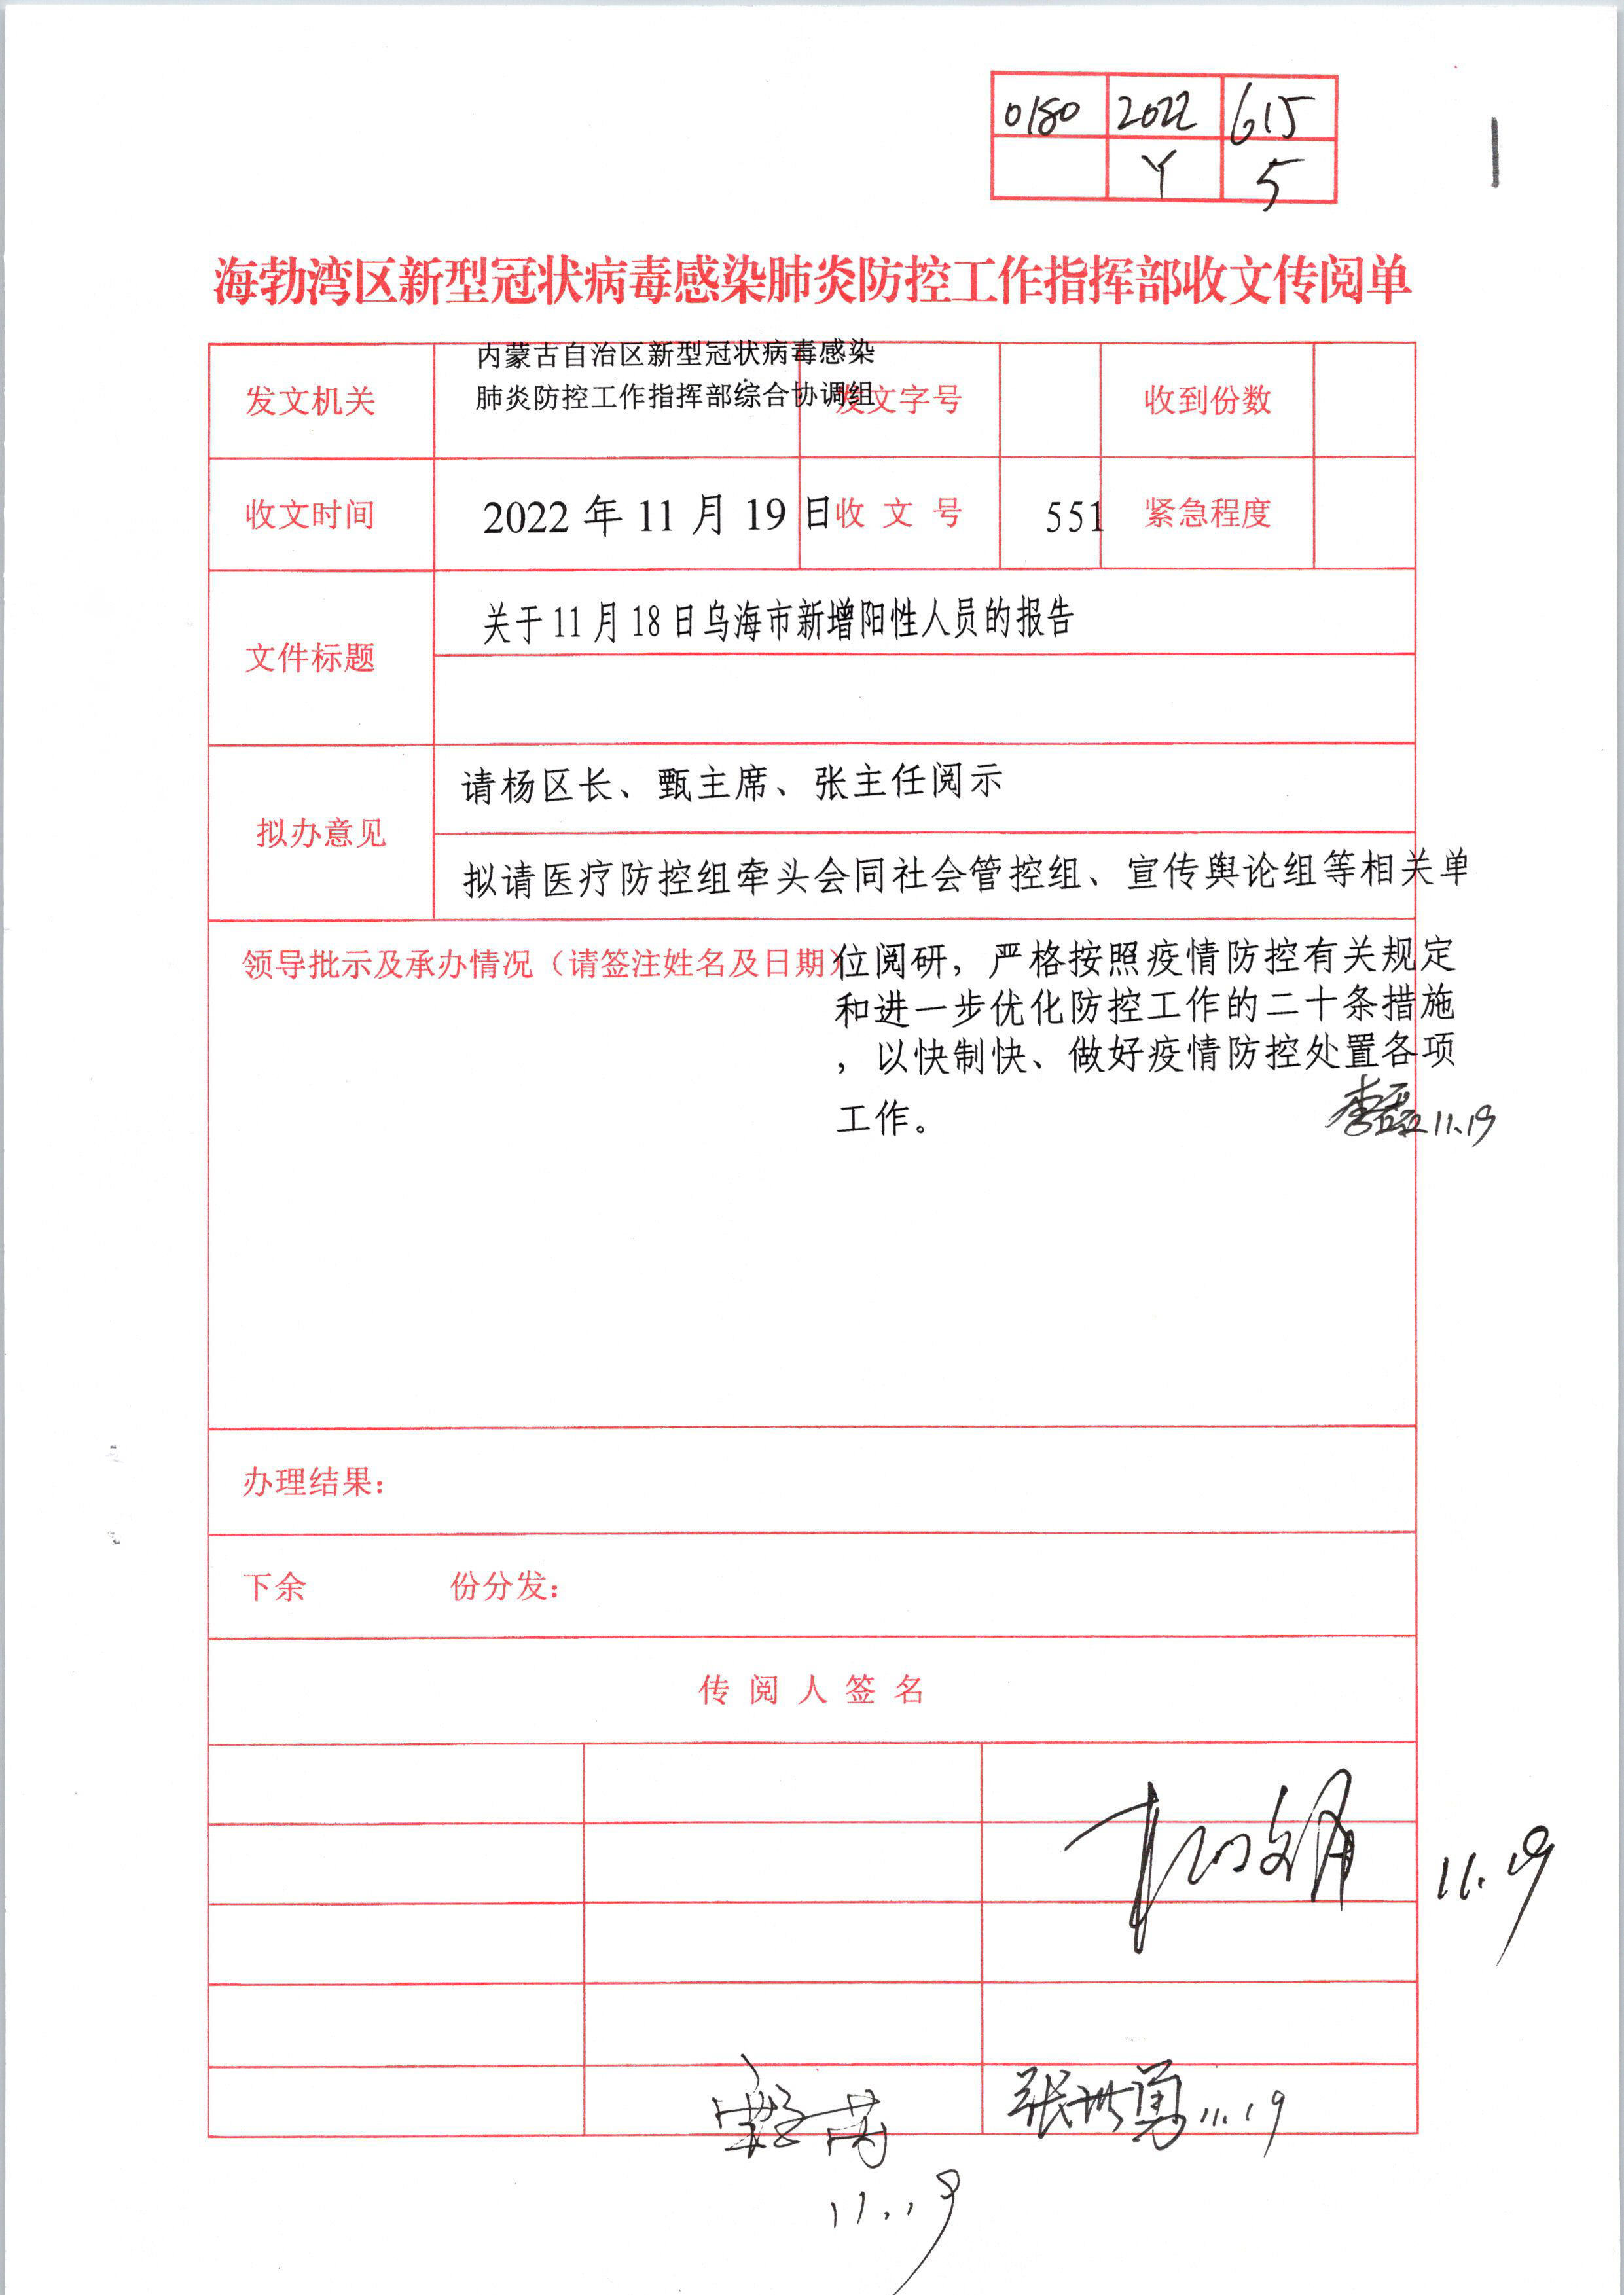 0180 2022 615
Y 5
海勃湾区新型冠状病毒感染肺炎防控工作指挥部收文传阅单
发文机关 内蒙古自治区新型冠状病毒感染
肺炎防控工作指挥部综合协调组 发文字号 收到份数
收文时间 2022 年 11 月 19 日 收 文 号 551 紧急程度
文件标题 关于 11 月 18 日乌海市新增阳性人员的报告
拟办意见 请杨区长、甄主席、张主任阅示
拟请医疗防控组牵头会同社会管控组、宣传舆论组等相关单
领导批示及承办情况（请签注姓名及日期） 位阅研，严格按照疫情防控有关规定
和进一步优化防控工作的二十条措施
，以快制快、做好疫情防控处置各项
工作。 李磊 11.19
办理结果：
下余 份分发：
传 阅 人 签 名
11.19
张洪勇 11.19
11.19